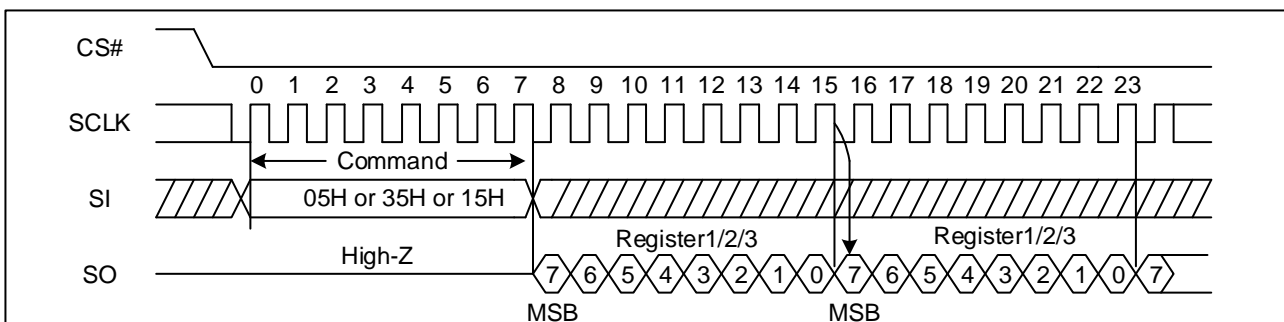 CS#
0 1 2 3 4 5 6 7 8 9 10 11 12 13 14 15 16 17 18 19 20 21 22 23
SCLK
Command
SI
05H or 35H or 15H
High-Z
Register1/2/3 Register1/2/3
SO
7 6 5 4 3 2 1 0 7 6 5 4 3 2 1 0 7
MSB MSB